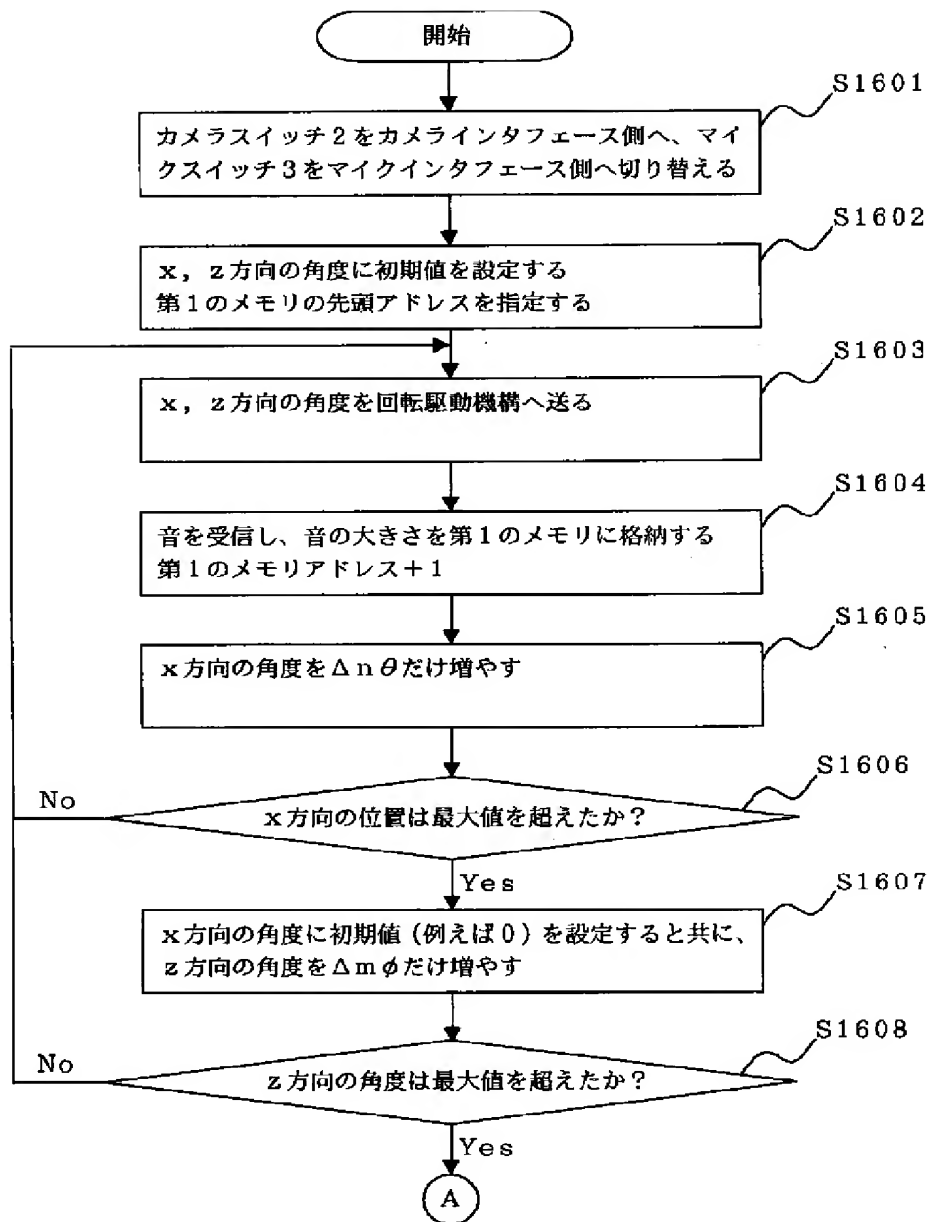 開始
S1601
カメラスイッチ2をカメラインタフェース側へ、マイ
クスイッチ3をマイクインタフェース側へ切り替える
S1602
x,z方向の角度に初期値を設定する
第1のメモリの先頭アドレスを指定する
S1603
x,z方向の角度を回転駆動機構へ送る
S1604
音を受信し、音の大きさを第1のメモリに格納する
第1のメモリアドレス+1
S1605
x方向の角度をΔnθだけ増やす
S1606
No
x方向の位置は最大値を超えたか?
Yes
S1607
x方向の角度に初期値(例えば0)を設定すると共に、
z方向の角度をΔmφだけ増やす
S1608
No
z方向の角度は最大値を超えたか?
Yes
A